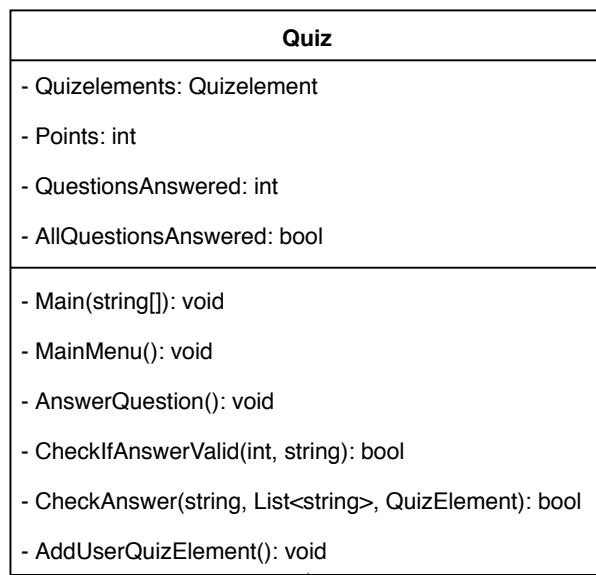 Quiz
- Quizelements: Quizelement
- Points: int
- QuestionsAnswered: int
- AllQuestionsAnswered: bool
- Main(string[]): void
- MainMenu(): void
- AnswerQuestion(): void
- CheckIfAnswerValid(int, string): bool
- CheckAnswer(string, List<string>, QuizElement): bool
- AddUserQuizElement(): void